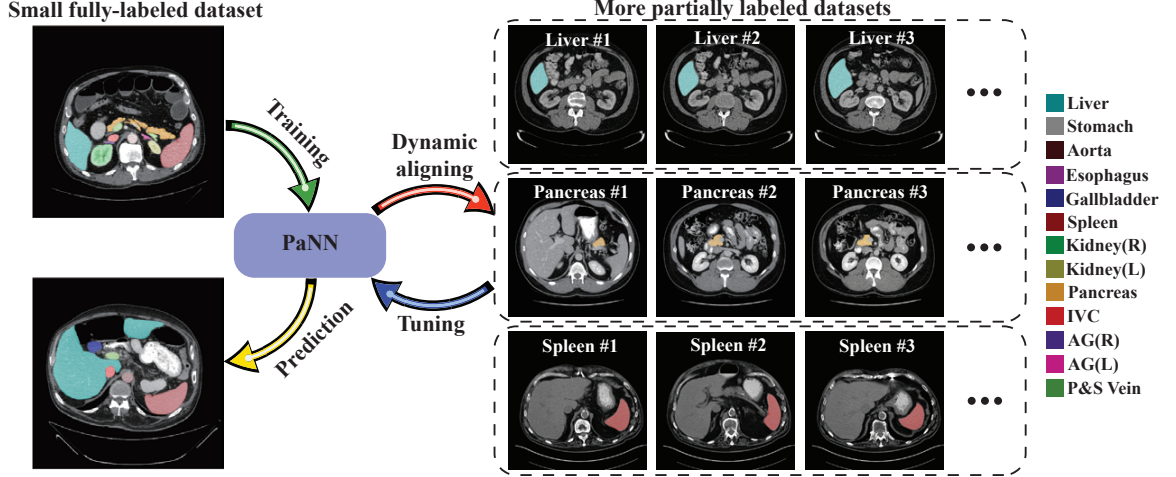 Small fully-labeled dataset
More partially labeled datasets
Liver #1
Liver #2
Liver #3
Training
Dynamic
aligning
PaNN
Tuning
Prediction
Pancreas #1
Pancreas #2
Pancreas #3
Spleen #1
Spleen #2
Spleen #3
Liver
Stomach
Aorta
Esophagus
Gallbladder
Spleen
Kidney(R)
Kidney(L)
Pancreas
IVC
AG(R)
AG(L)
P&S Vein